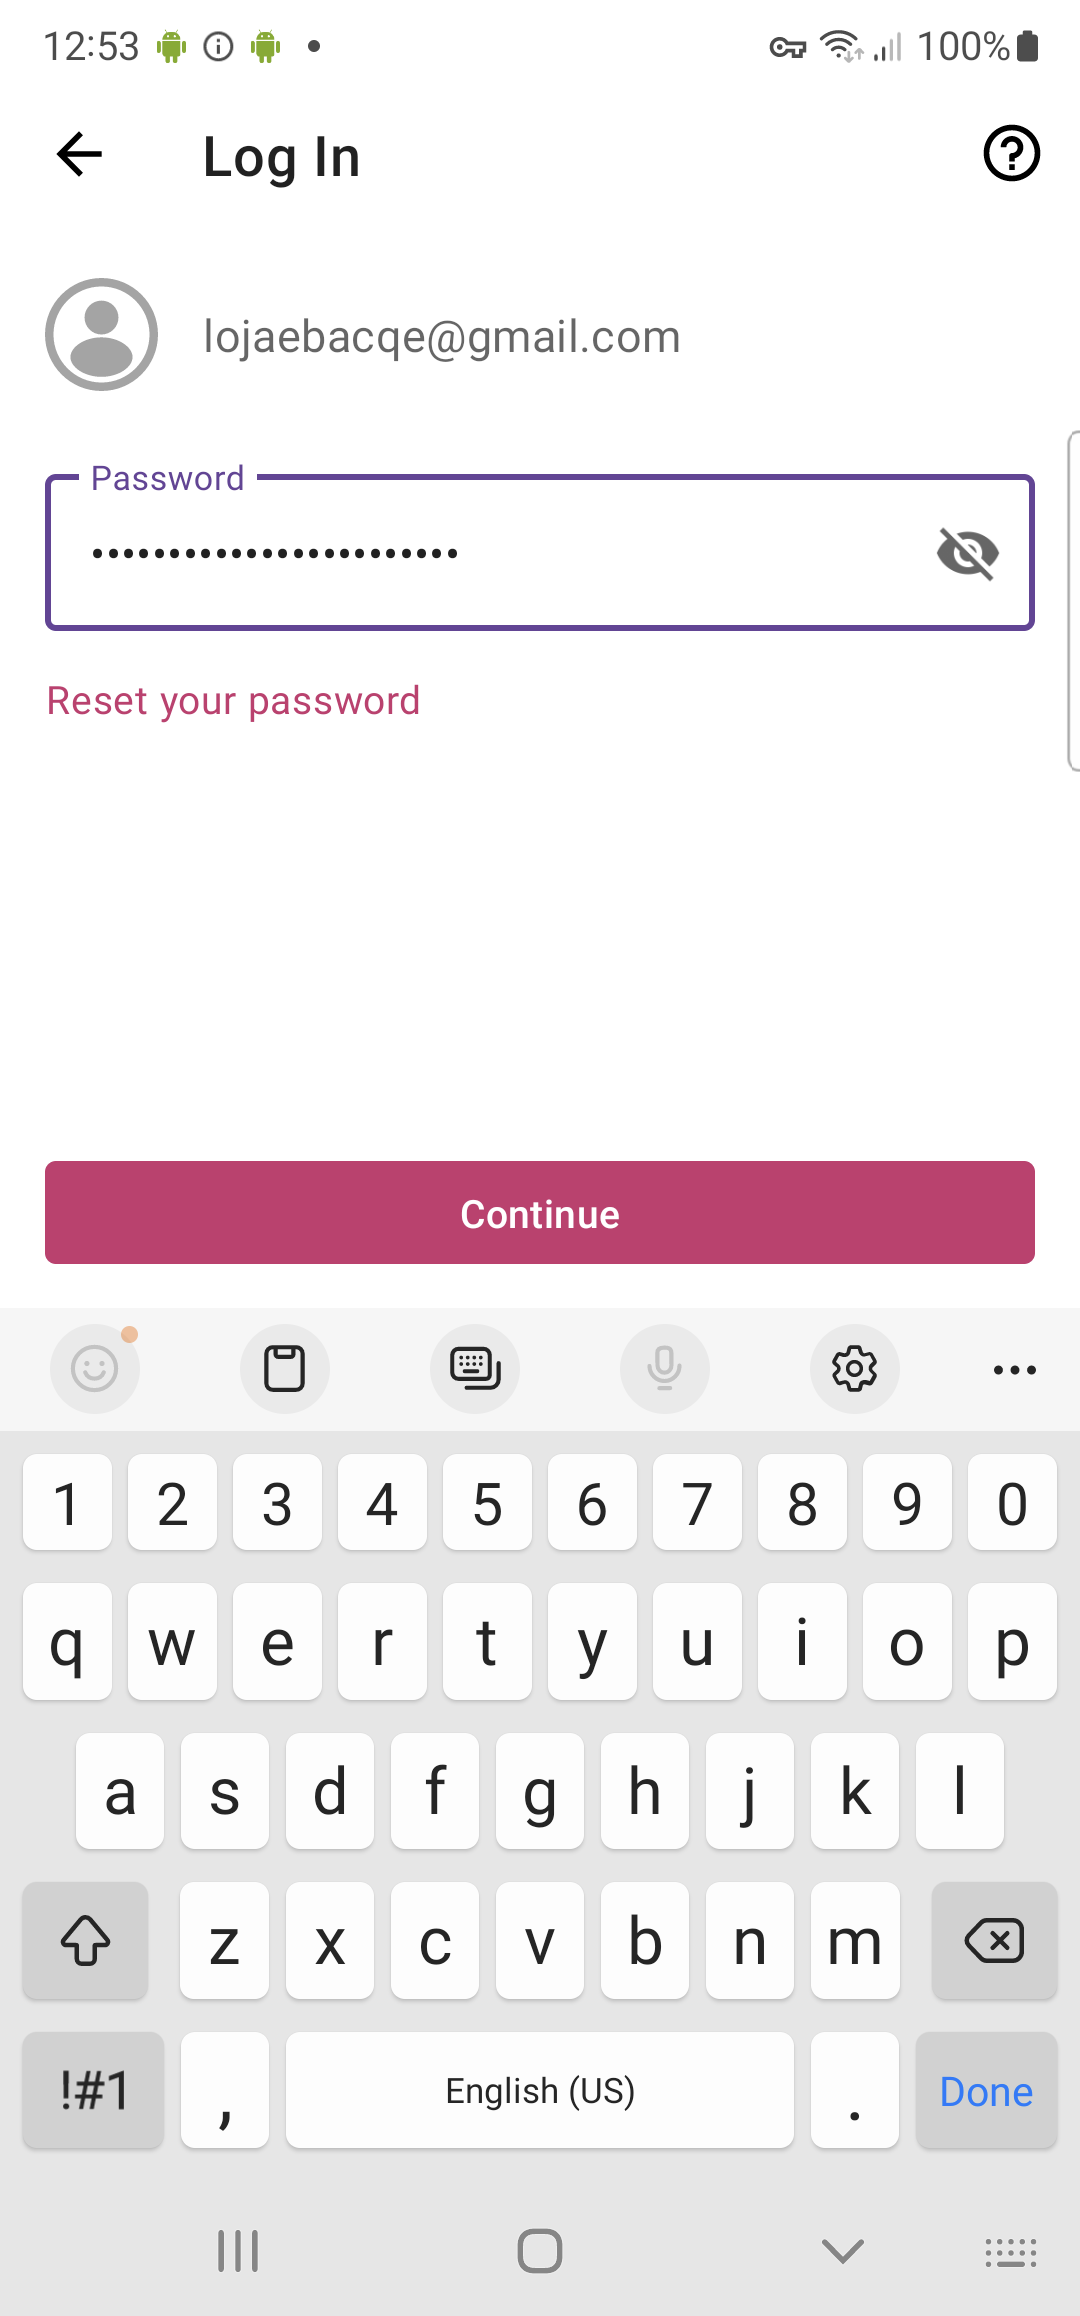 12:53 100%
Log In
lojaebacqe@gmail.com
Password
••••••••••••••••••••••••
Reset your password
Continue
1 2 3 4 5 6 7 8 9 0
q w e r t y u i o p
a s d f g h j k l
z x c v b n m
!#1 , English (US) . Done